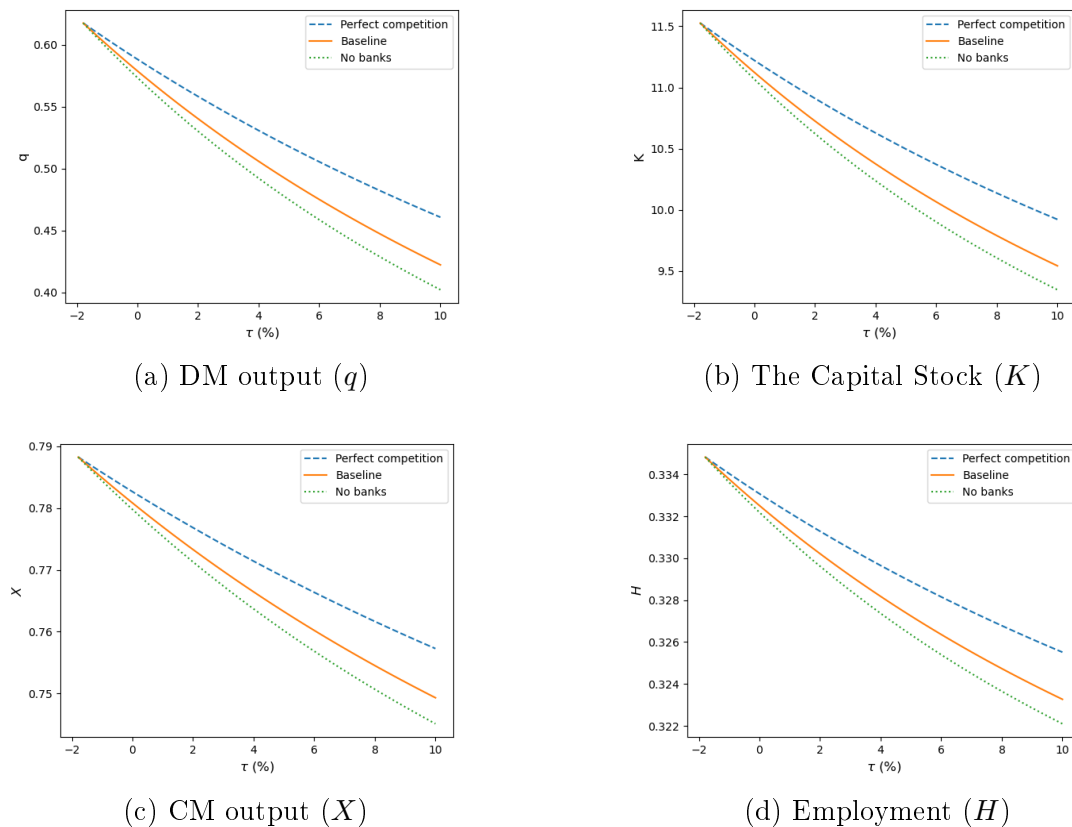 0.60
0.55
0.50
0.45
0.40
q
−2 0 2 4 6 8 10
τ (%)
Perfect competition
Baseline
No banks
(a) DM output (q)
11.5
11.0
10.5
10.0
9.5
K
−2 0 2 4 6 8 10
τ (%)
Perfect competition
Baseline
No banks
(b) The Capital Stock (K)
0.79
0.78
0.77
0.76
0.75
X
−2 0 2 4 6 8 10
τ (%)
Perfect competition
Baseline
No banks
(c) CM output (X)
0.334
0.332
0.330
0.328
0.326
0.324
0.322
H
−2 0 2 4 6 8 10
τ (%)
Perfect competition
Baseline
No banks
(d) Employment (H)